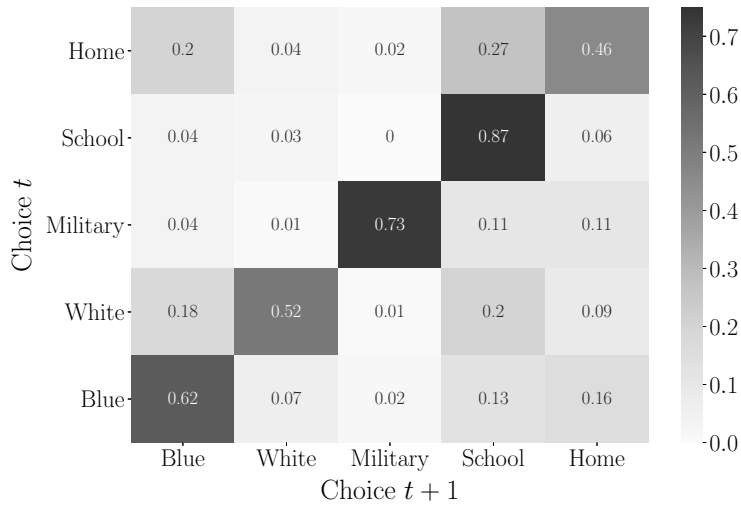 Home 0.2 0.04 0.02 0.27 0.46
School 0.04 0.03 0 0.87 0.06
Military 0.04 0.01 0.73 0.11 0.11
White 0.18 0.52 0.01 0.2 0.09
Blue 0.62 0.07 0.02 0.13 0.16
Blue White Military School Home
Choice t + 1
Choice t
0.7
0.6
0.5
0.4
0.3
0.2
0.1
0.0